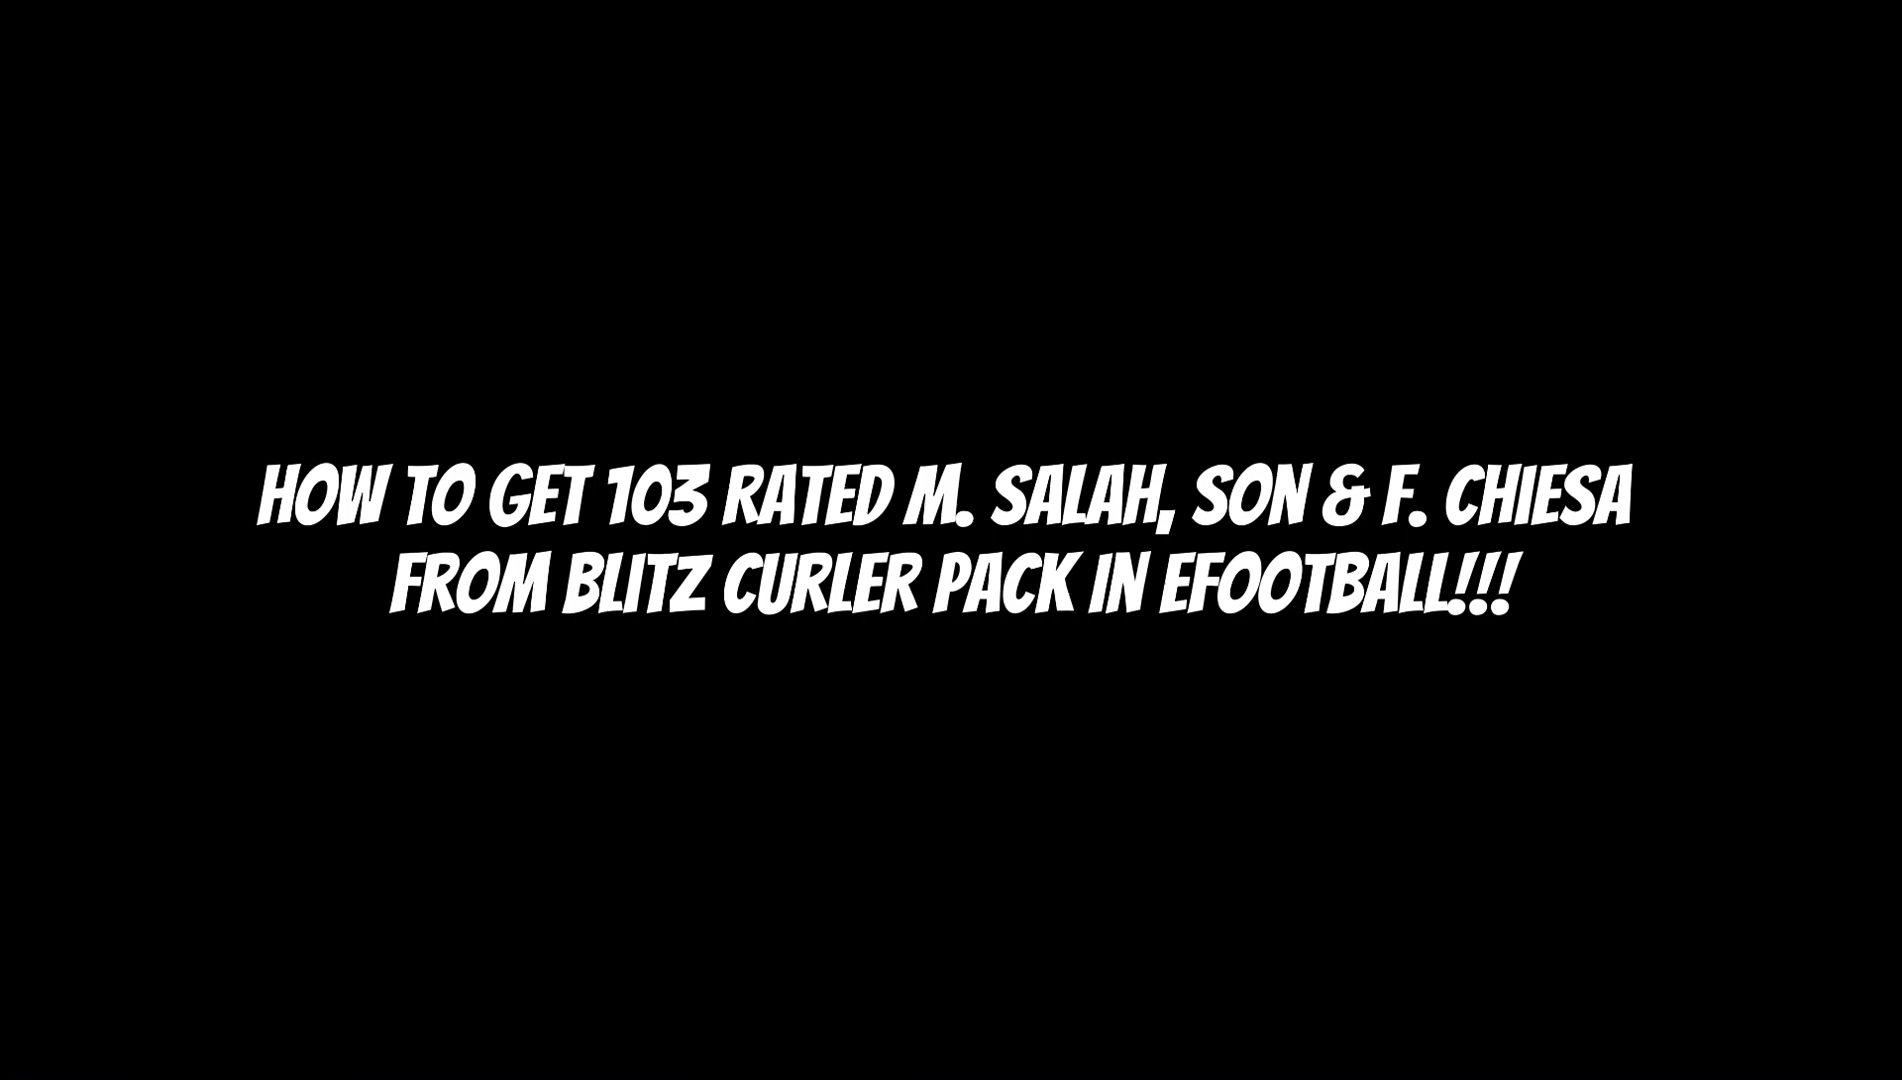 HOW TO GET 103 RATED M. SALAH, SON & F. CHIESA
FROM BLITZ CURLER PACK IN EFOOTBALL!!!